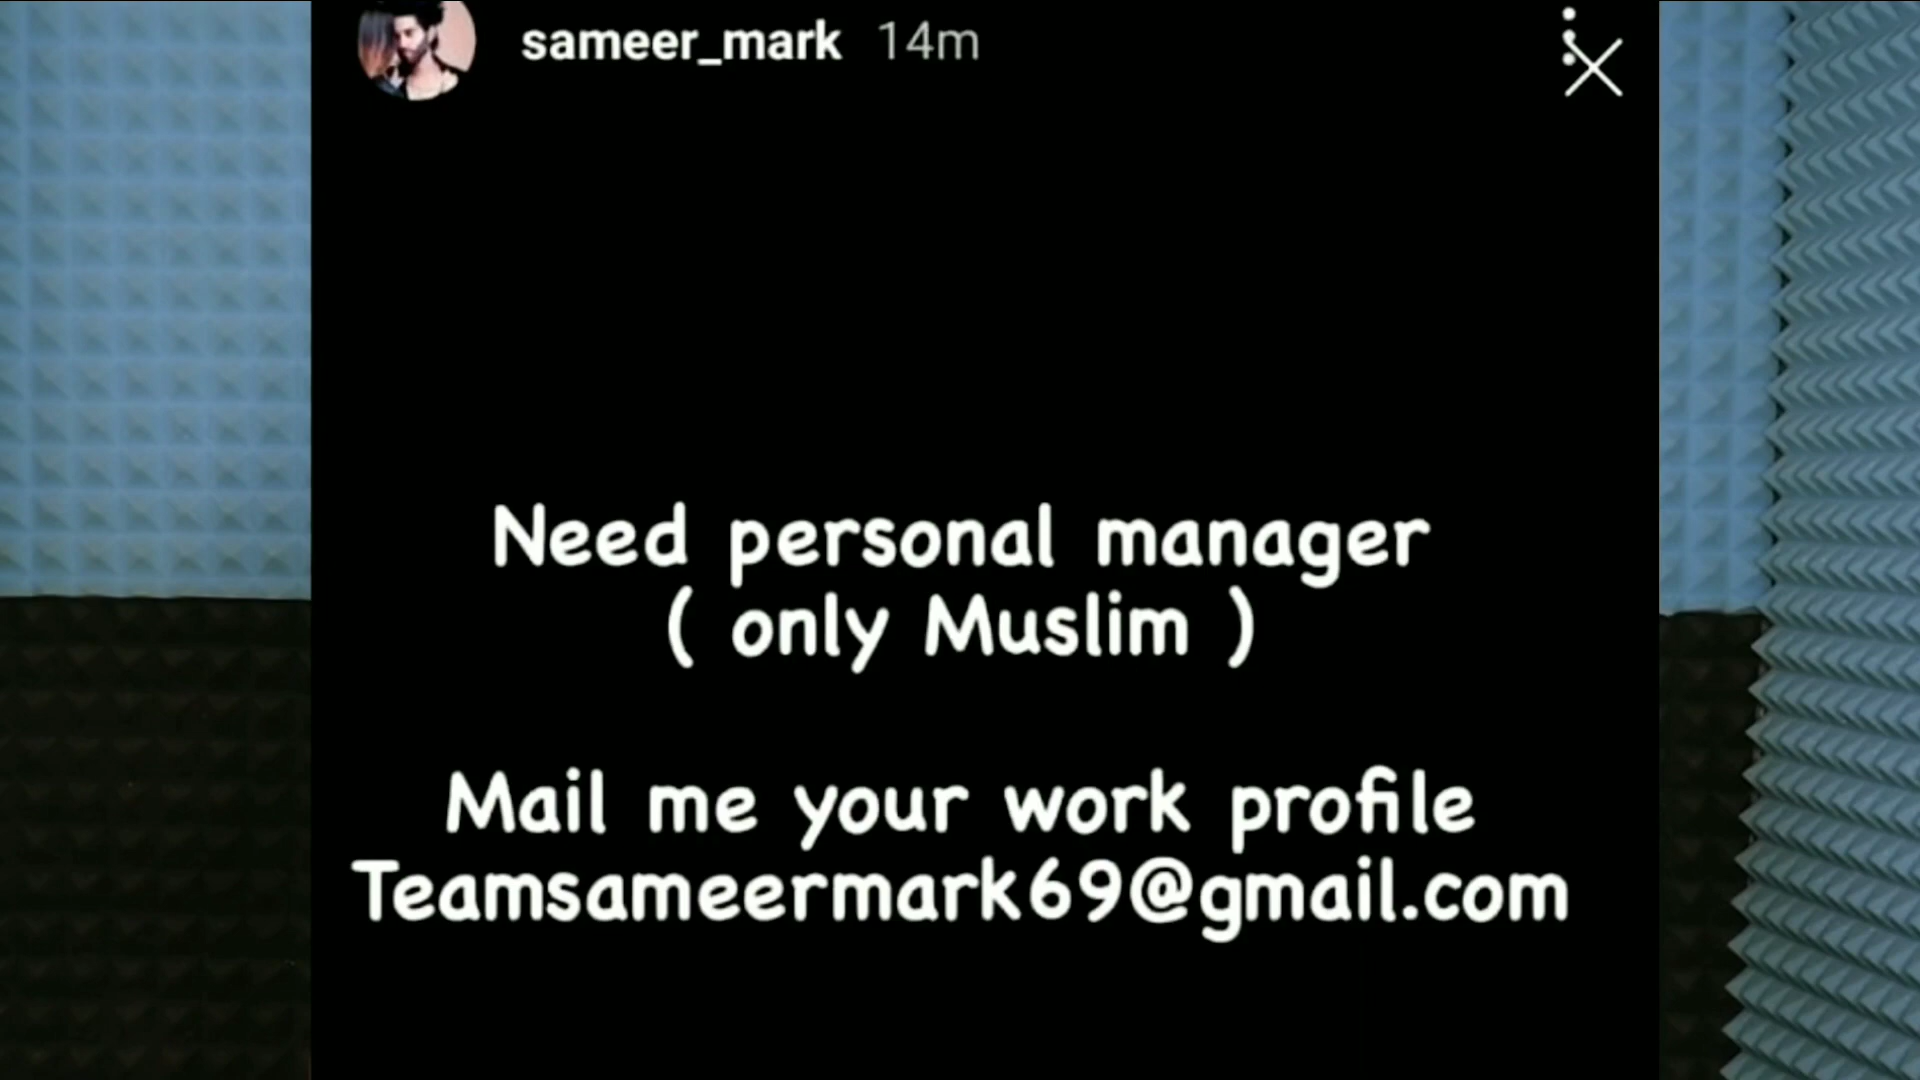 sameer_mark 14m
Need personal manager
( only Muslim )
Mail me your work profile
Teamsameermark69@gmail.com